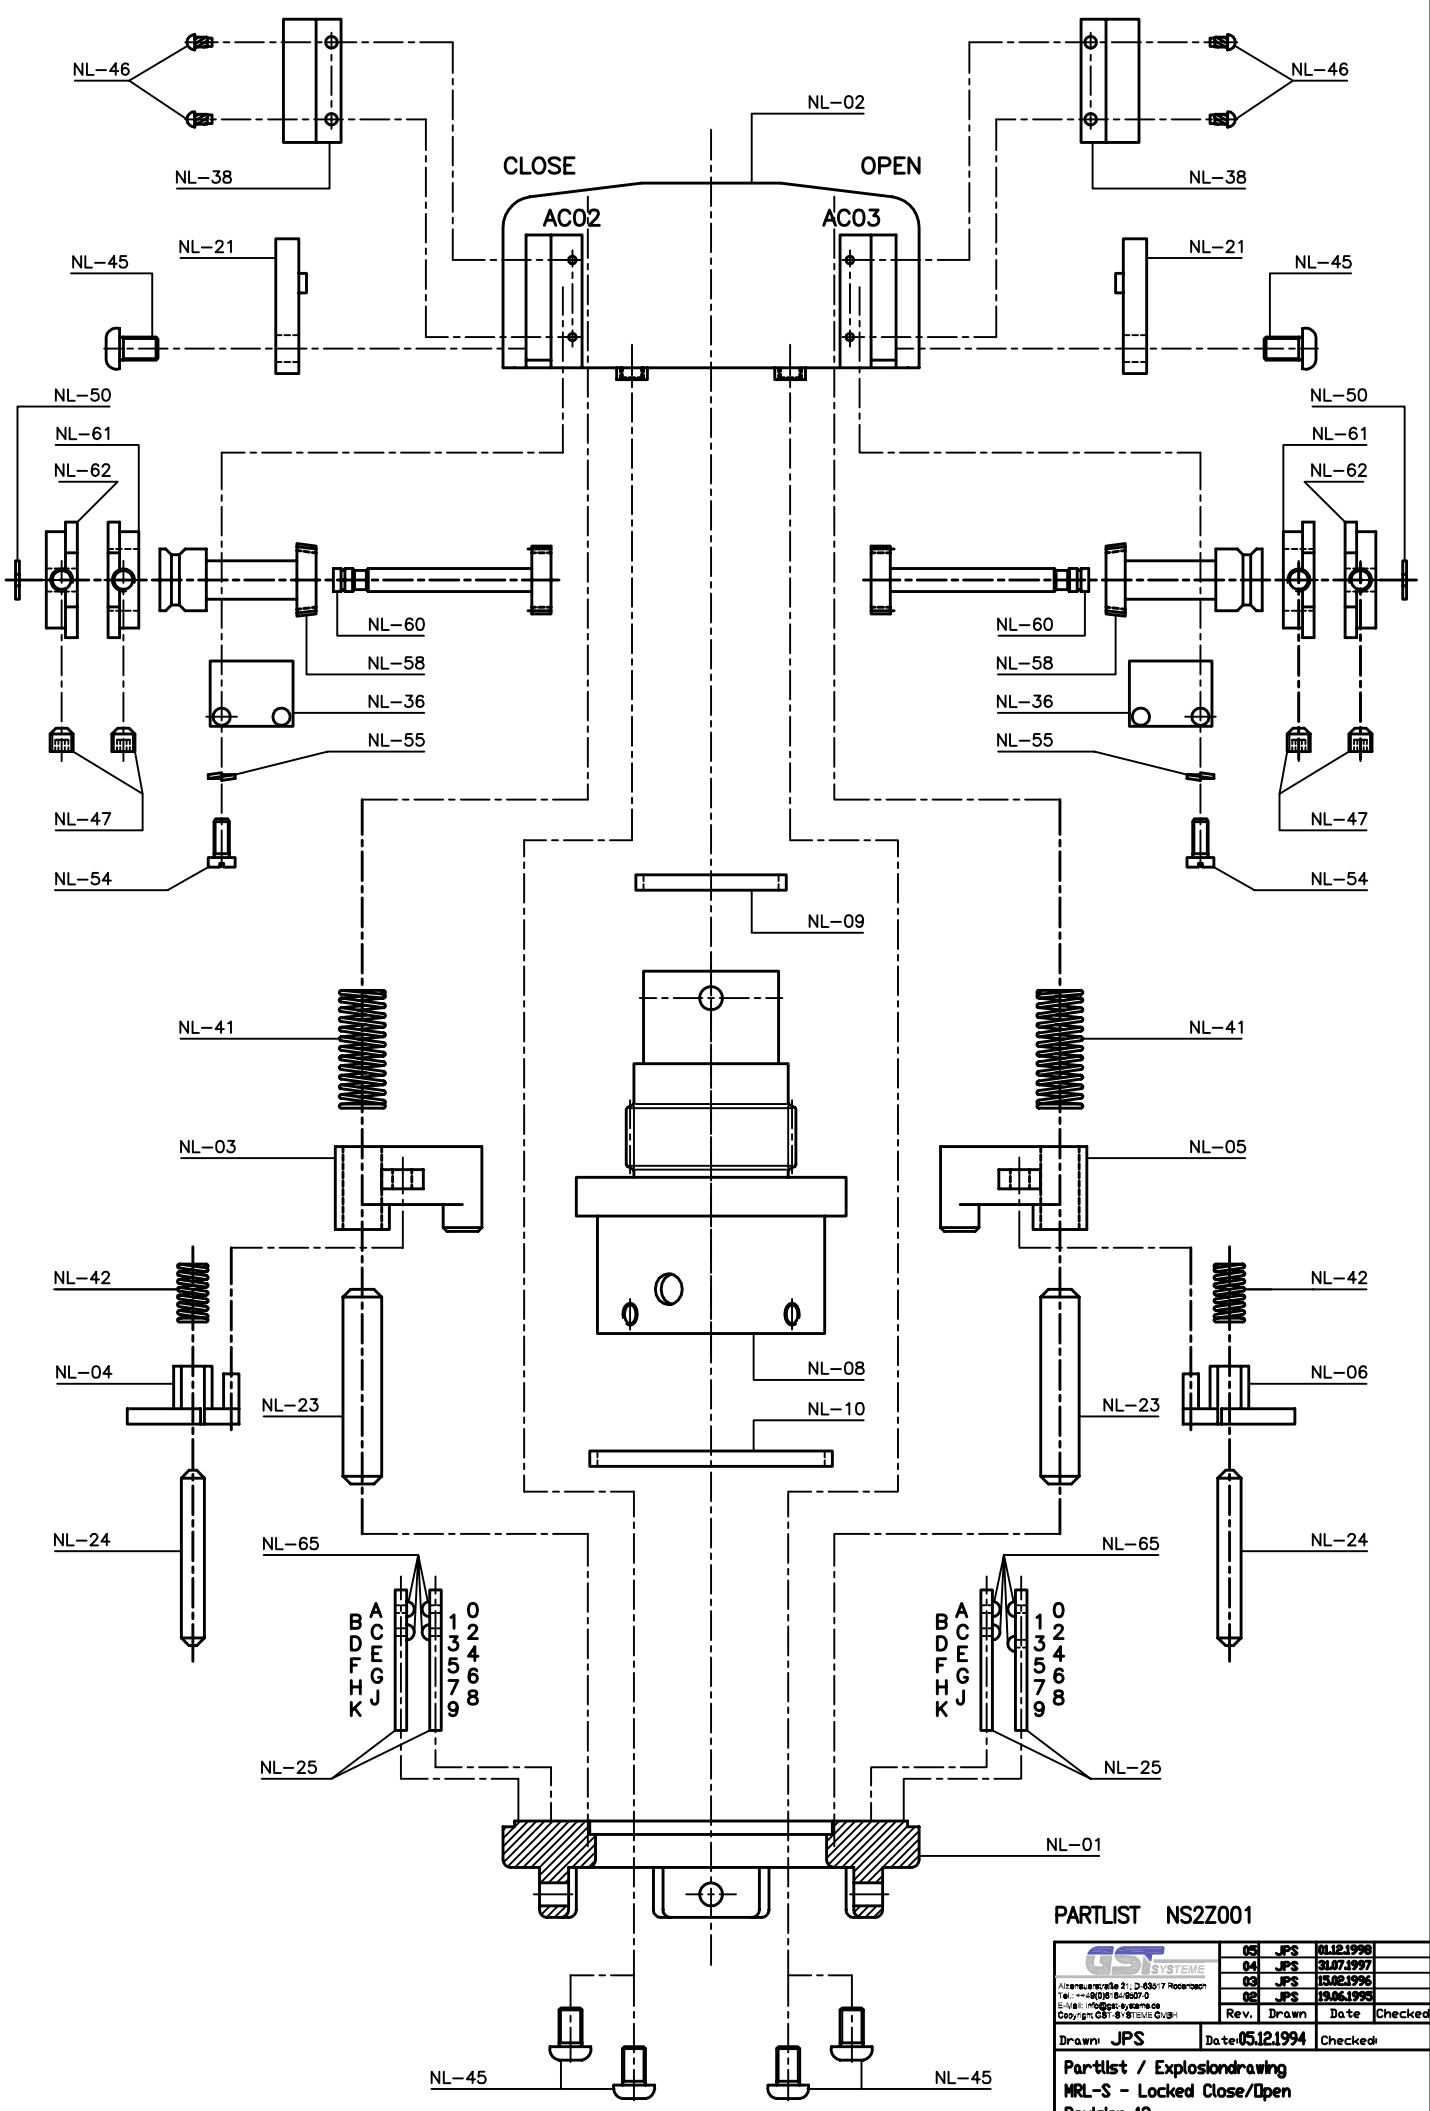 NL-46 NL-46
NL-02
CLOSE OPEN
NL-38 NL-38
AC02 AC03
NL-21 NL-21
NL-45 NL-45
NL-50 NL-50
NL-61 NL-61
NL-62 NL-62
NL-60 NL-60
NL-58 NL-58
NL-36 NL-36
NL-55 NL-55
NL-47 NL-47
NL-54 NL-54
NL-09
NL-41 NL-41
NL-03 NL-05
NL-42 NL-42
NL-08
NL-04 NL-06
NL-23 NL-23
NL-10
NL-24 NL-24
NL-65 NL-65
A 0 A 0
B 1 B 1
C 2 C 2
D 3 D 3
E 4 E 4
F 5 F 5
G 6 G 6
H 7 H 7
J 8 J 8
K 9 K 9
NL-25 NL-25
NL-01
PARTLIST NS2Z001
GST SYSTEME
05 JPS 01.12.1998
04 JPS 31.07.1997
03 JPS 15.02.1996
02 JPS 19.06.1995
Rev. Drawn Date Checked
Drawn: JPS Date:05.12.1994 Checked:
NL-45 NL-45
Partlist / Explosiondrawing
MRL-S - Locked Close/Open